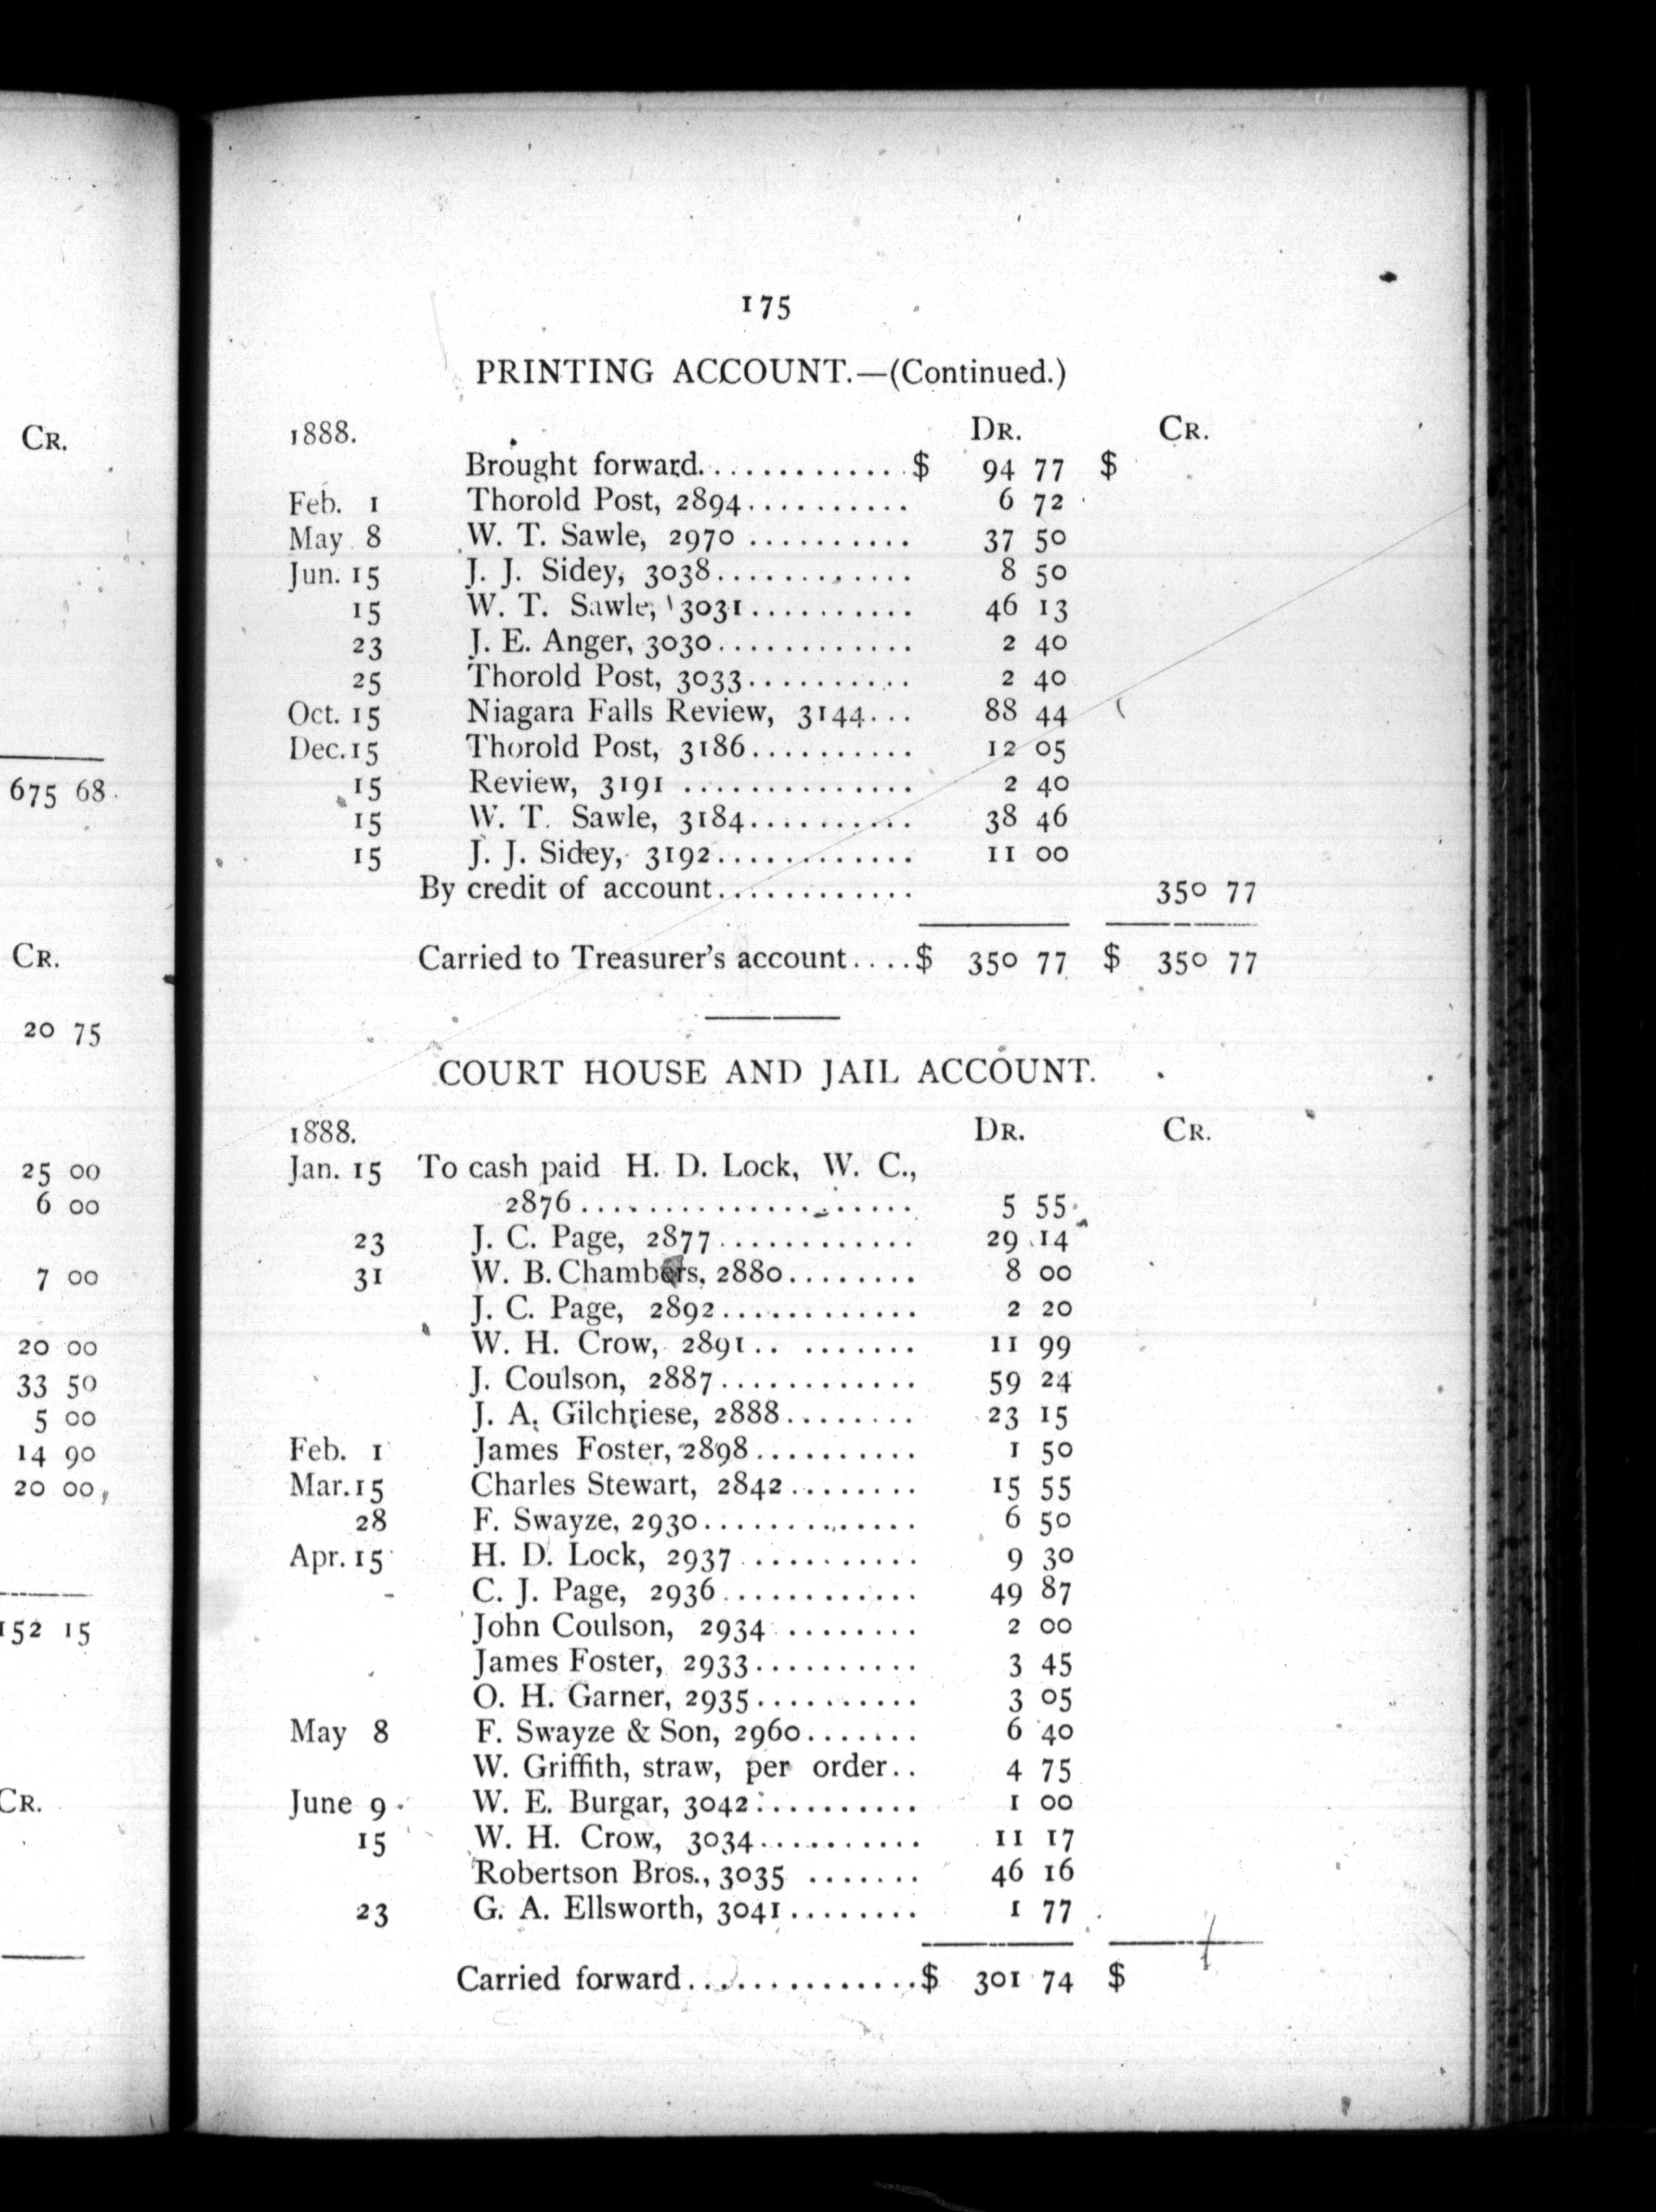 CR.
675 68
CR.
20 75
25 00
6 00
7 00
20 00
33 50
5 00
14 90
20 00,
152 15
CR.
175
PRINTING ACCOUNT.—(Continued.)
1888. DR. CR.
Brought forward............. $ 94 77 $
Feb. 1 Thorold Post, 2894.......... 6 72
May 8 W. T. Sawle, 2970 .......... 37 50
Jun. 15 J. J. Sidey, 3038............ 8 50
15 W. T. Sawle, 3031.......... 46 13
23 J. E. Anger, 3030............ 2 40
25 Thorold Post, 3033.......... 2 40
Oct. 15 Niagara Falls Review, 3144... 88 44
Dec. 15 Thorold Post, 3186.......... 12 05
15 Review, 3191 .............. 2 40
15 W. T. Sawle, 3184.......... 38 46
15 J. J. Sidey, 3192............ 11 00
By credit of account............ 350 77
Carried to Treasurer's account....$ 350 77 $ 350 77
COURT HOUSE AND JAIL ACCOUNT.
1888. DR. CR.
Jan. 15 To cash paid H. D. Lock, W. C.,
2876.................... 5 55
23 J. C. Page, 2877............ 29 14
31 W. B. Chambers, 2880........ 8 00
J. C. Page, 2892............ 2 20
W. H. Crow, 2891.. ....... 11 99
J. Coulson, 2887............ 59 24
J. A. Gilchriese, 2888........ 23 15
Feb. 1 James Foster, 2898.......... 1 50
Mar. 15 Charles Stewart, 2842........ 15 55
28 F. Swayze, 2930............. 6 50
Apr. 15 H. D. Lock, 2937 ........... 9 30
C. J. Page, 2936............ 49 87
John Coulson, 2934 ........ 2 00
James Foster, 2933.......... 3 45
O. H. Garner, 2935.......... 3 05
May 8 F. Swayze & Son, 2960....... 6 40
W. Griffith, straw, per order.. 4 75
June 9 W. E. Burgar, 3042.......... 1 00
15 W. H. Crow, 3034.......... 11 17
Robertson Bros., 3035 ....... 46 16
23 G. A. Ellsworth, 3041........ 1 77
Carried forward..............$ 301 74 $